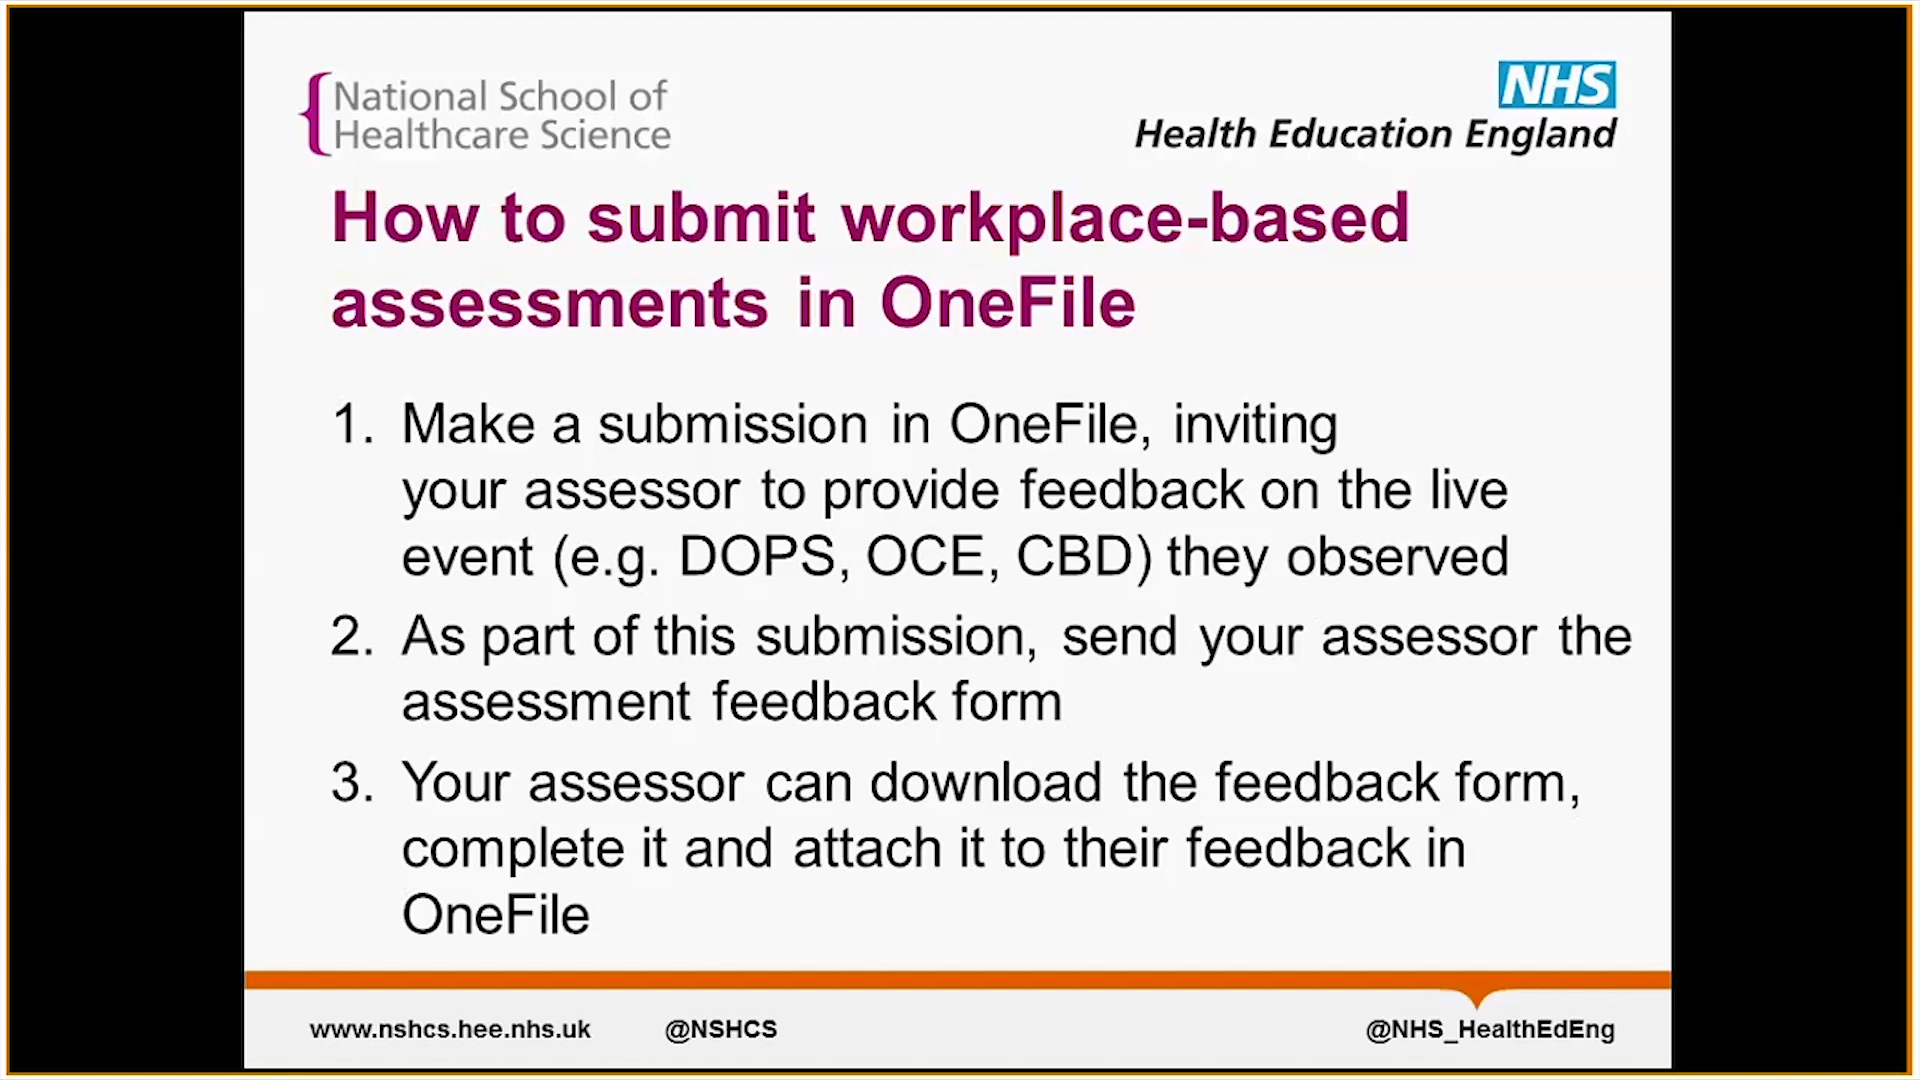 National School of
Healthcare Science
NHS
Health Education England
How to submit workplace-based
assessments in OneFile
1. Make a submission in OneFile, inviting
your assessor to provide feedback on the live
event (e.g. DOPS, OCE, CBD) they observed
2. As part of this submission, send your assessor the
assessment feedback form
3. Your assessor can download the feedback form,
complete it and attach it to their feedback in
OneFile
www.nshcs.hee.nhs.uk @NSHCS @NHS_HealthEdEng